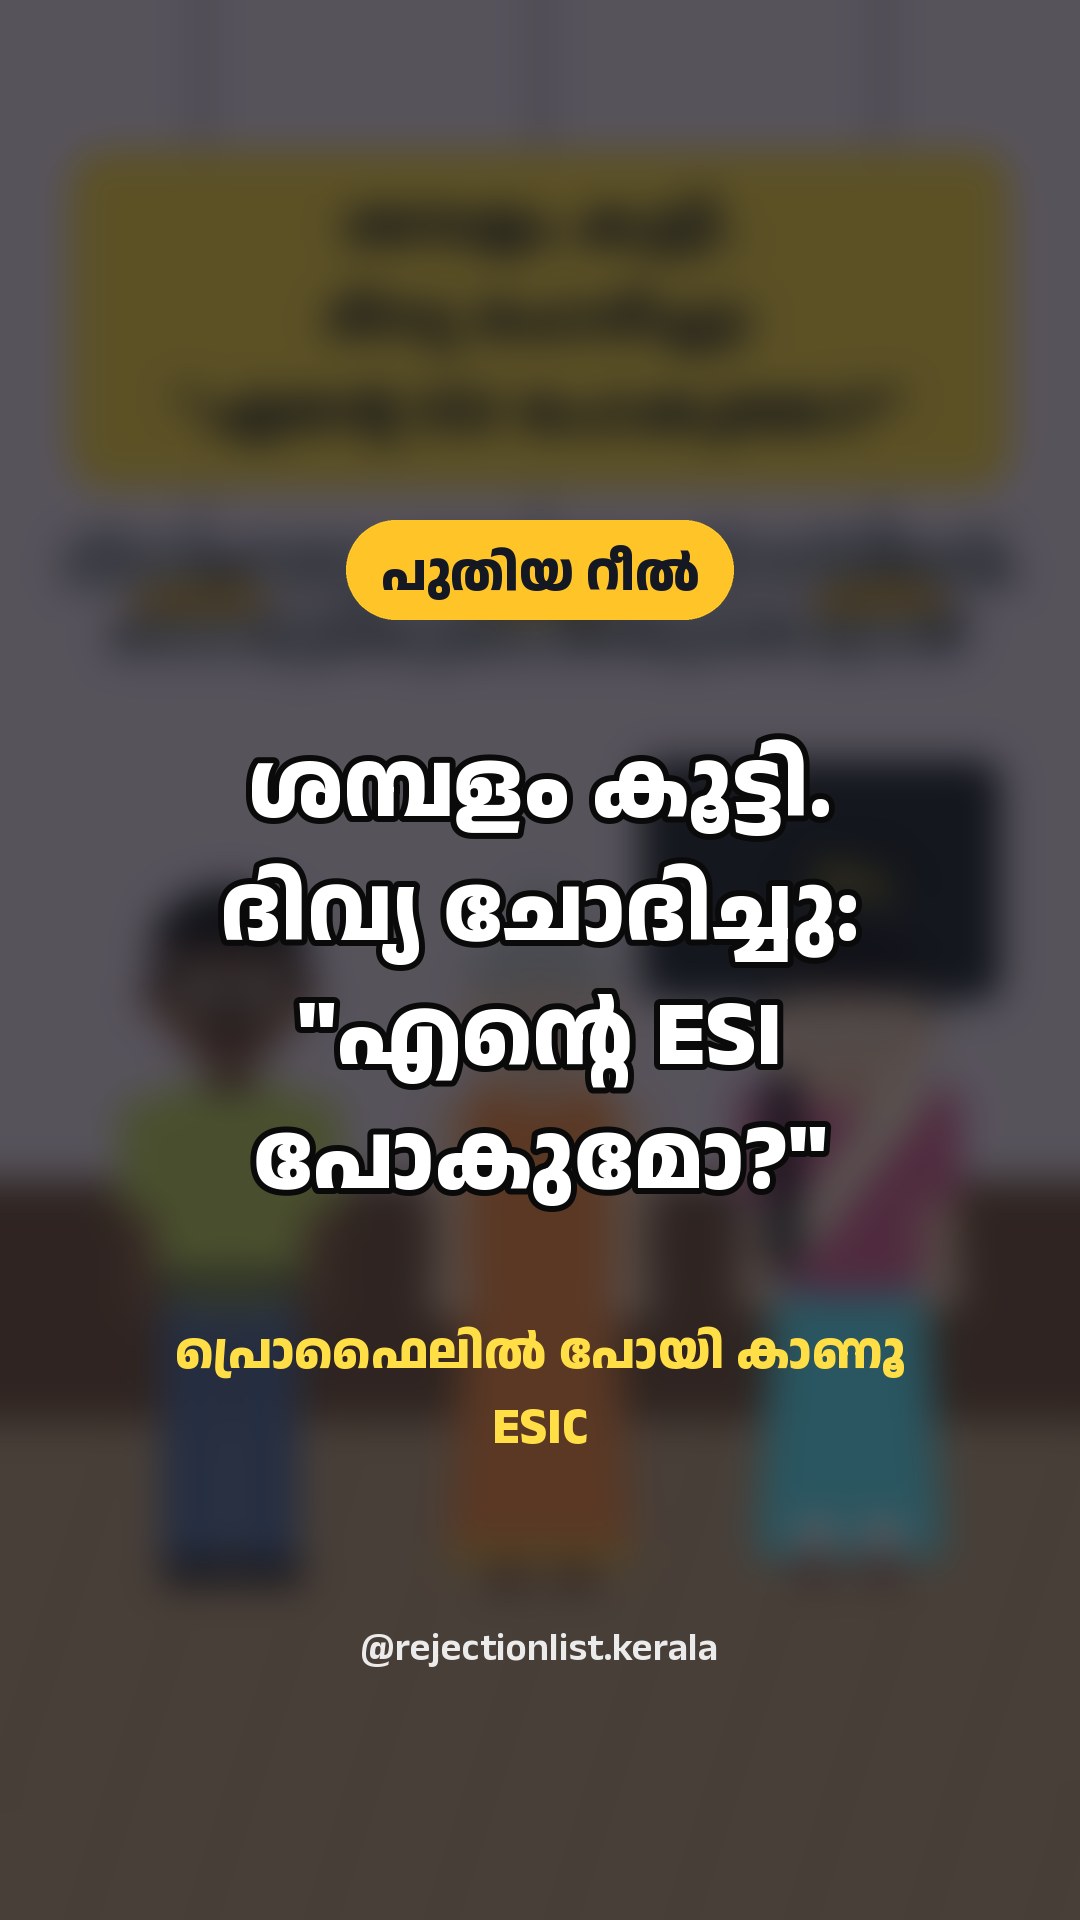 പുതിയ റീൽ
ശമ്പളം കൂട്ടി.
ദിവ്യ ചോദിച്ചു:
"എന്റെ ESI
പോകുമോ?"
പ്രൊഫൈലിൽ പോയി കാണൂ
ESIC
@rejectionlist.kerala